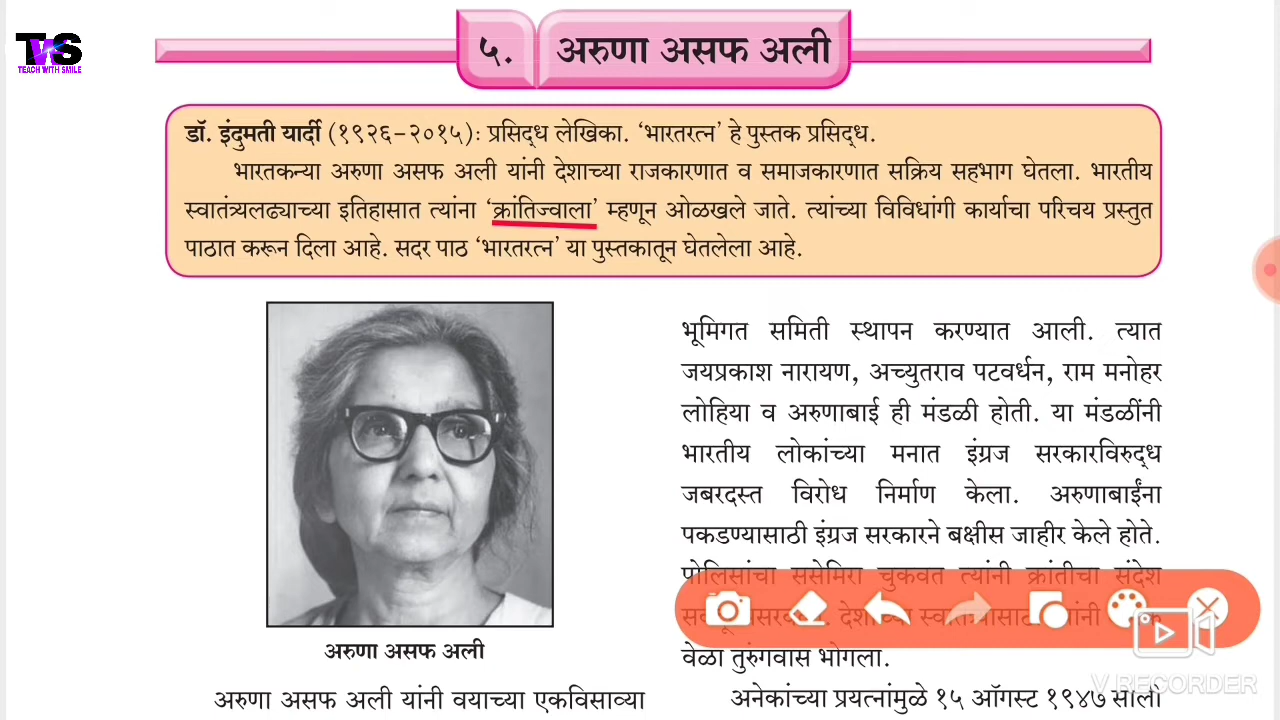 TWS
TEACH WITH SMILE
५. अरुणा असफ अली
डॉ. इंदुमती यार्दी (१९२६-२०१५): प्रसिद्ध लेखिका. ‘भारतरत्न’ हे पुस्तक प्रसिद्ध.
भारतकन्या अरुणा असफ अली यांनी देशाच्या राजकारणात व समाजकारणात सक्रिय सहभाग घेतला. भारतीय
स्वातंत्र्यलढ्याच्या इतिहासात त्यांना ‘क्रांतिज्वाला’ म्हणून ओळखले जाते. त्यांच्या विविधांगी कार्याचा परिचय प्रस्तुत
पाठात करून दिला आहे. सदर पाठ ‘भारतरत्न’ या पुस्तकातून घेतलेला आहे.
अरुणा असफ अली
अरुणा असफ अली यांनी वयाच्या एकविसाव्या
भूमिगत समिती स्थापन करण्यात आली. त्यात
जयप्रकाश नारायण, अच्युतराव पटवर्धन, राम मनोहर
लोहिया व अरुणाबाई ही मंडळी होती. या मंडळींनी
भारतीय लोकांच्या मनात इंग्रज सरकारविरुद्ध
जबरदस्त विरोध निर्माण केला. अरुणाबाईंना
पकडण्यासाठी इंग्रज सरकारने बक्षीस जाहीर केले होते.
पोलिसांचा ससेमिरा चुकवत त्यांनी क्रांतीचा संदेश
देशाच्या
वेळा तुरुंगवास भोगला.
अनेकांच्या प्रयत्नांमुळे १५ ऑगस्ट १९४७ साली
V RECORDER